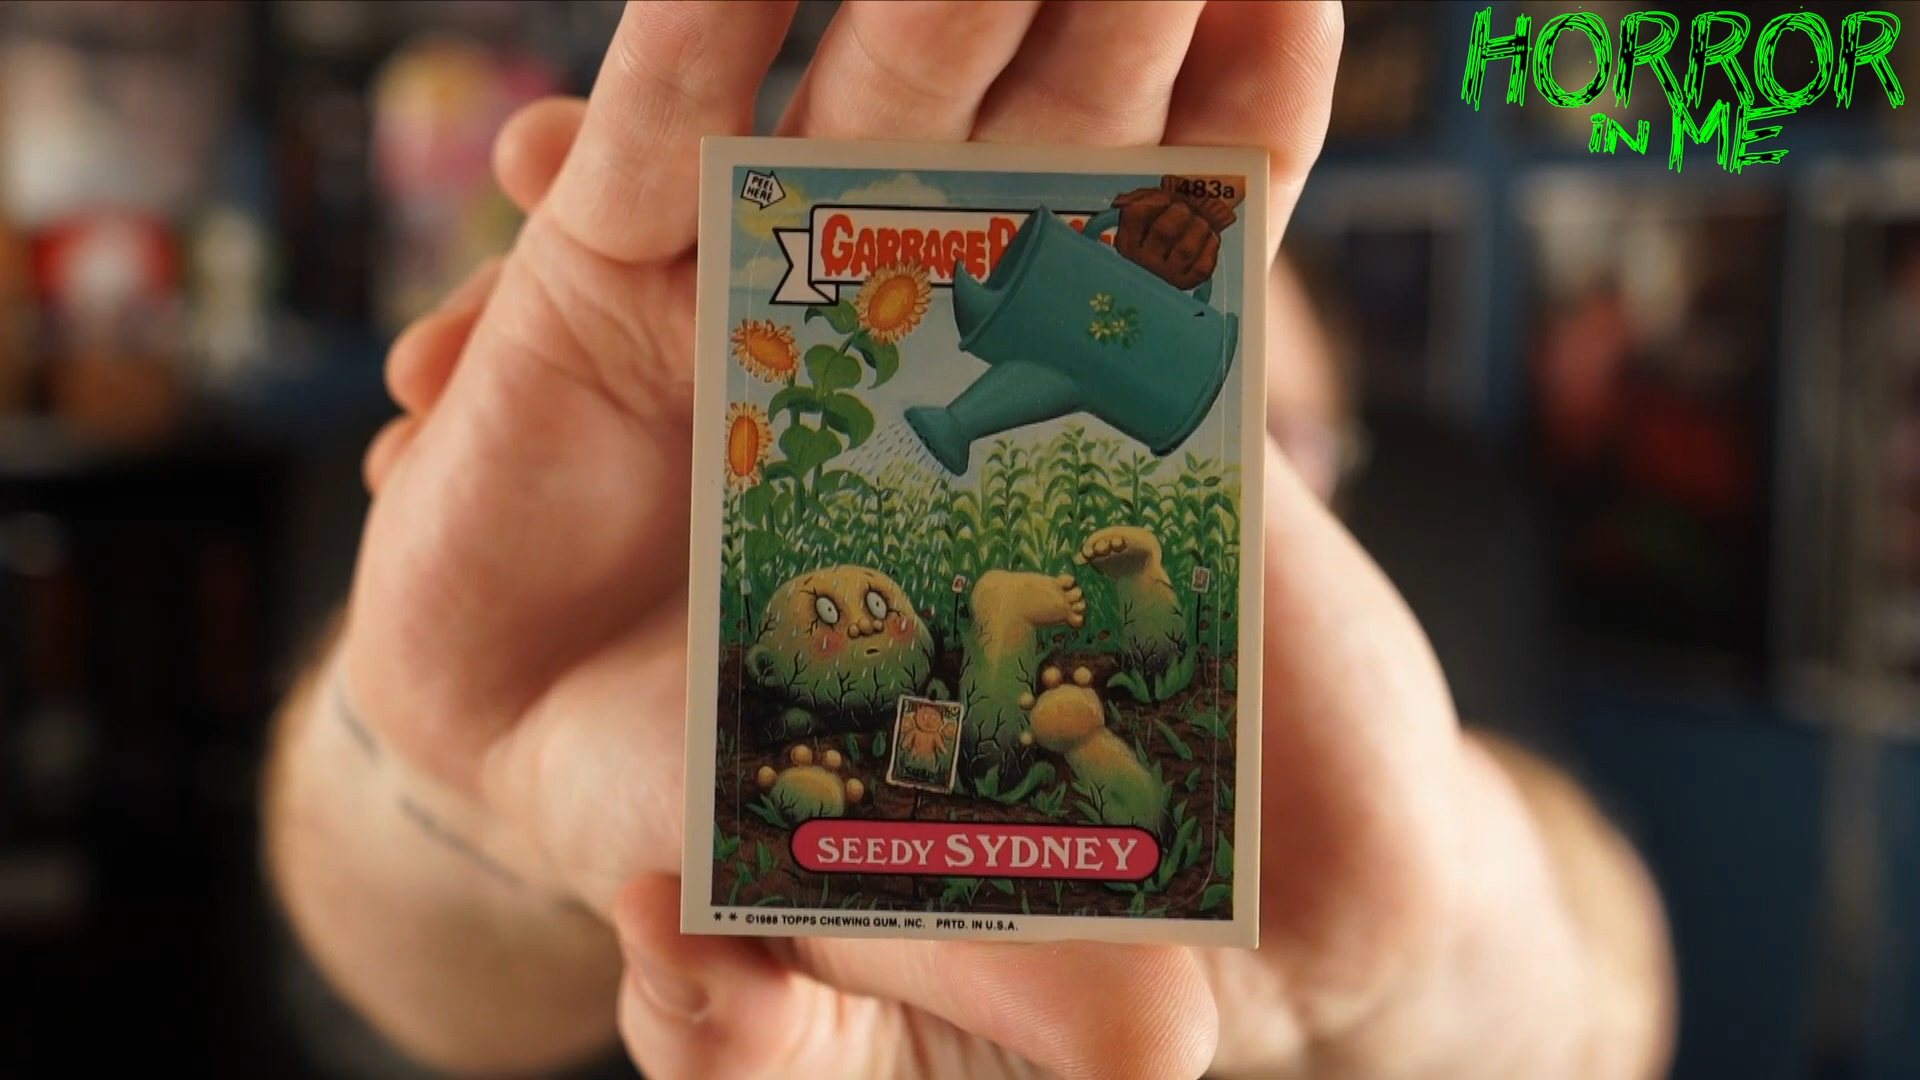 HORROR
IN ME
PEEL
HERE
483a
GARBAGE
SEEDY SYDNEY
** ©1988 TOPPS CHEWING GUM, INC. PRTD. IN U.S.A.